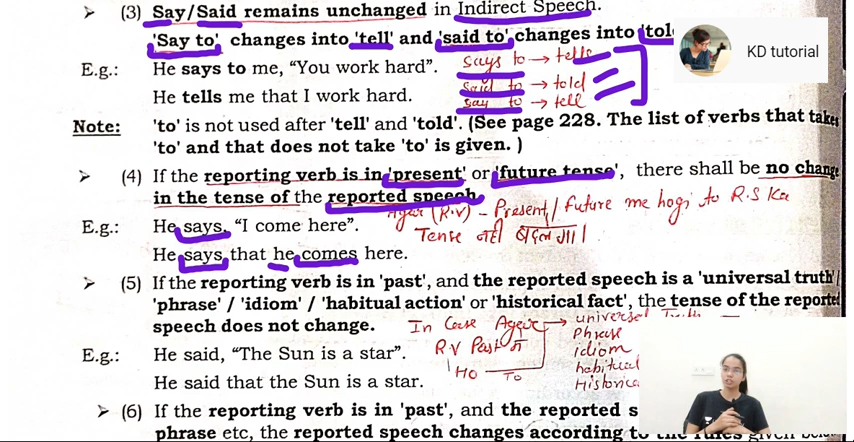 (3) Say/Said remains unchanged in Indirect Speech.
'Say to' changes into 'tell' and 'said to' changes into
KD tutorial
E.g.: He says to me, “You work hard”.
says to → tells
He tells me that I work hard.
said to → told
say to → tell
Note: 'to' is not used after 'tell' and 'told'. (See page 228. The list of verbs that takes
'to' and that does not take 'to' is given. )
(4) If the reporting verb is in 'present' or 'future tense', there shall be no change
in the tense of the reported speech.
Agar (R.V) – Present/future me hogi to R.S Ka
Tense नही बदलेगा।
E.g.: He says, “I come here”.
He says that he comes here.
(5) If the reporting verb is in 'past', and the reported speech is a 'universal truth'/
'phrase' / 'idiom' / 'habitual action' or 'historical fact', the tense of the reported
speech does not change.
In Case Agar → universal Truth
R.V Past में
Phrase
idiom
HO TO
habitual
E.g.: He said, “The Sun is a star”.
He said that the Sun is a star.
(6) If the reporting verb is in 'past', and the reported
phrase etc, the reported speech changes according to the rules given below